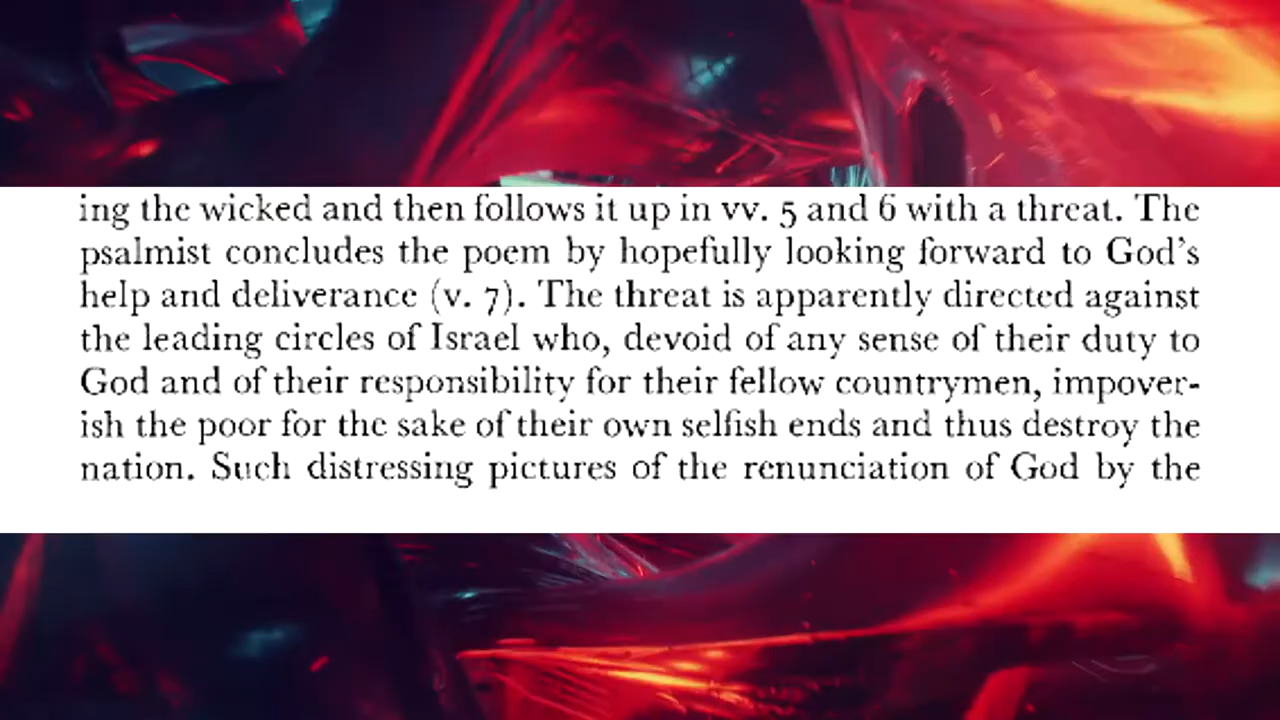 ing the wicked and then follows it up in vv. 5 and 6 with a threat. The
psalmist concludes the poem by hopefully looking forward to God's
help and deliverance (v. 7). The threat is apparently directed against
the leading circles of Israel who, devoid of any sense of their duty to
God and of their responsibility for their fellow countrymen, impover-
ish the poor for the sake of their own selfish ends and thus destroy the
nation. Such distressing pictures of the renunciation of God by the